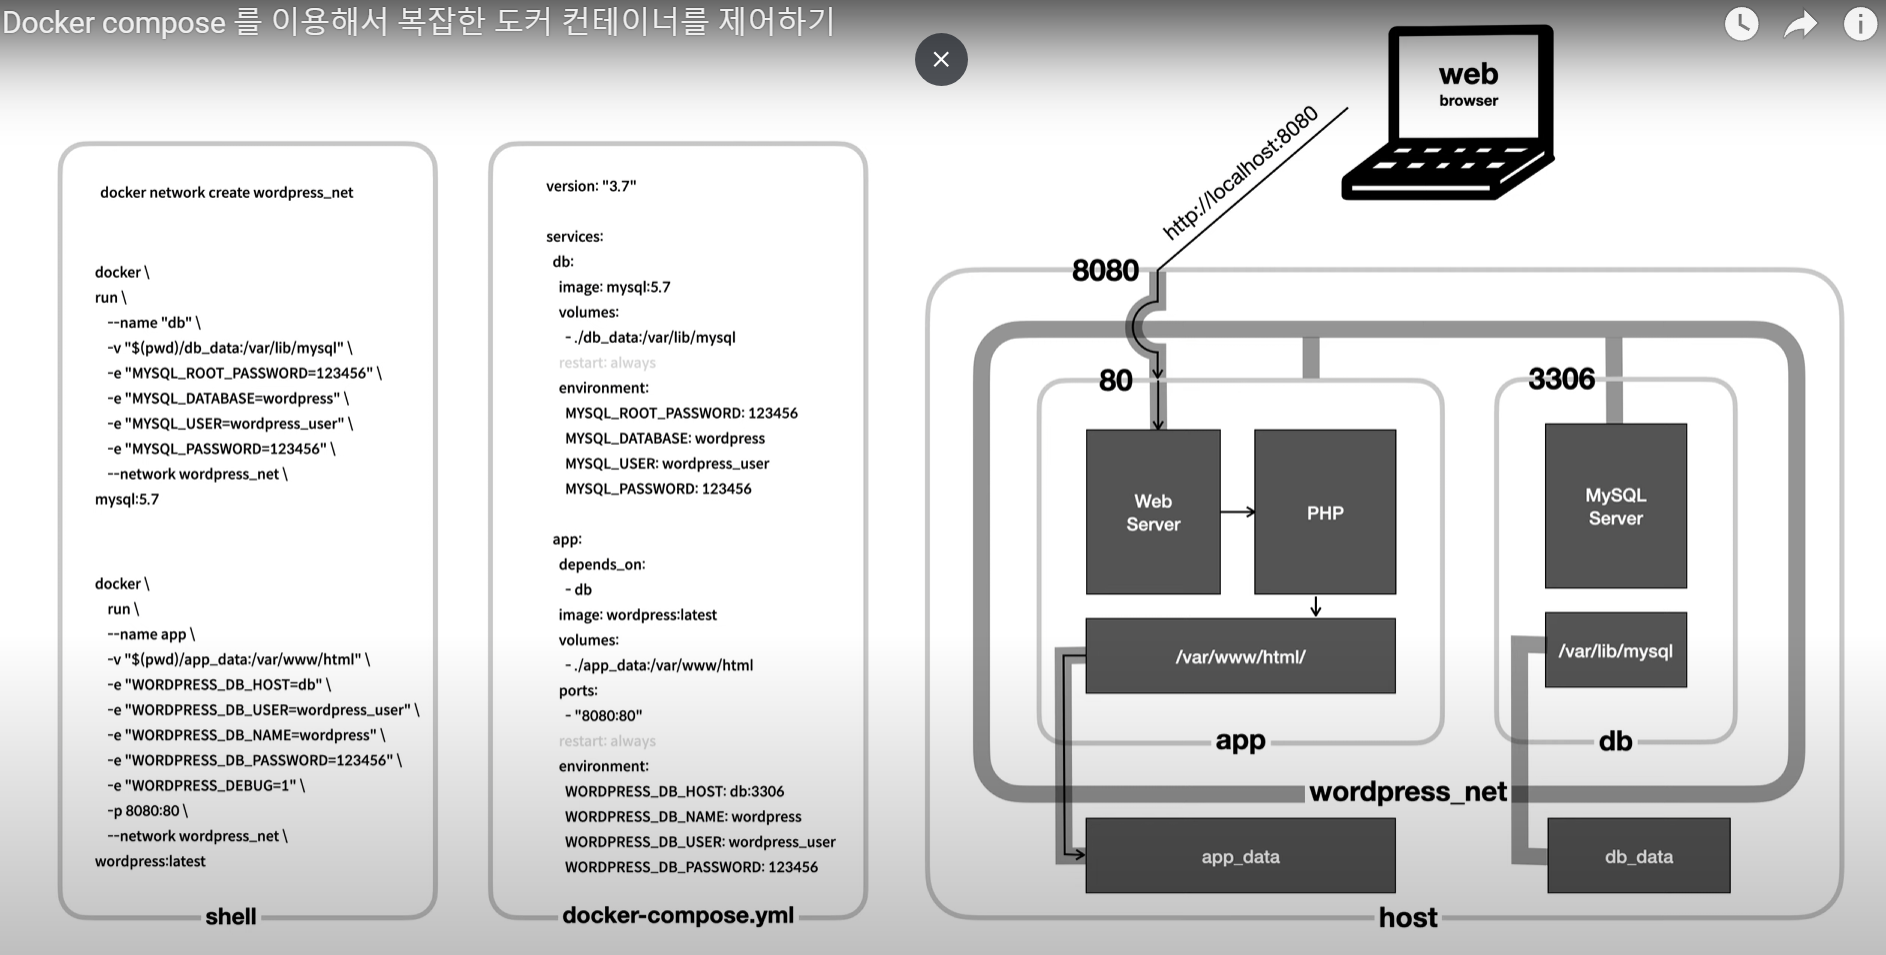 Docker compose 를 이용해서 복잡한 도커 컨테이너를 제어하기
docker network create wordpress_net
docker \
run \
--name "db" \
-v "$(pwd)/db_data:/var/lib/mysql" \
-e "MYSQL_ROOT_PASSWORD=123456" \
-e "MYSQL_DATABASE=wordpress" \
-e "MYSQL_USER=wordpress_user" \
-e "MYSQL_PASSWORD=123456" \
--network wordpress_net \
mysql:5.7
docker \
run \
--name app \
-v "$(pwd)/app_data:/var/www/html" \
-e "WORDPRESS_DB_HOST=db" \
-e "WORDPRESS_DB_USER=wordpress_user" \
-e "WORDPRESS_DB_NAME=wordpress" \
-e "WORDPRESS_DB_PASSWORD=123456" \
-e "WORDPRESS_DEBUG=1" \
-p 8080:80 \
--network wordpress_net \
wordpress:latest
shell
version: "3.7"
services:
db:
image: mysql:5.7
volumes:
- ./db_data:/var/lib/mysql
restart: always
environment:
MYSQL_ROOT_PASSWORD: 123456
MYSQL_DATABASE: wordpress
MYSQL_USER: wordpress_user
MYSQL_PASSWORD: 123456
app:
depends_on:
- db
image: wordpress:latest
volumes:
- ./app_data:/var/www/html
ports:
- "8080:80"
restart: always
environment:
WORDPRESS_DB_HOST: db:3306
WORDPRESS_DB_NAME: wordpress
WORDPRESS_DB_USER: wordpress_user
WORDPRESS_DB_PASSWORD: 123456
docker-compose.yml
web
browser
http://localhost:8080
8080
80
3306
Web
Server
PHP
MySQL
Server
/var/www/html/
/var/lib/mysql
app
db
wordpress_net
app_data
db_data
host